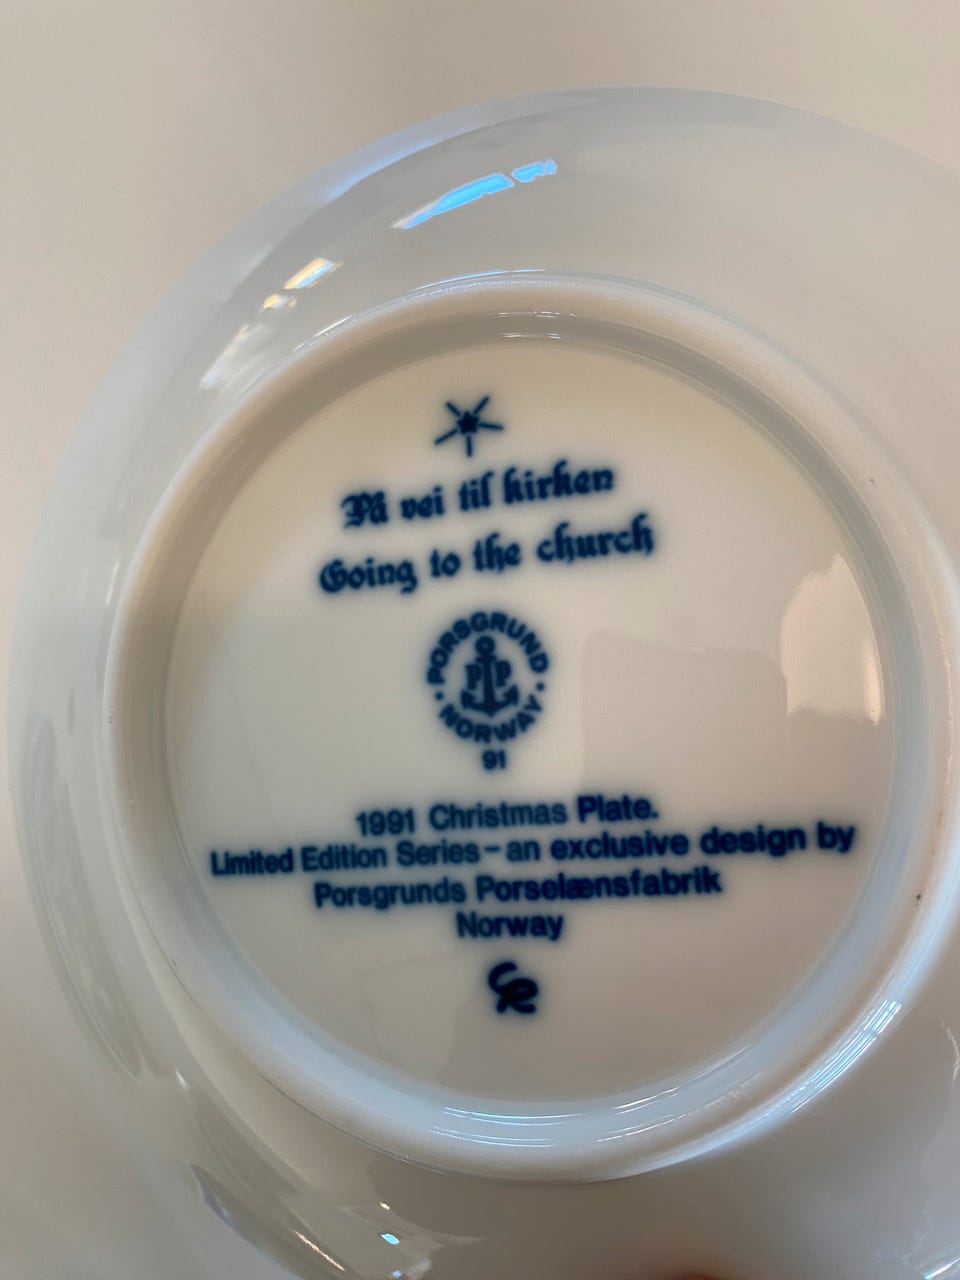 På vei til kirken
Going to the church
PORSGRUND
PP
NORWAY
91
1991 Christmas Plate.
Limited Edition Series - an exclusive design by
Porsgrunds Porselænsfabrik
Norway